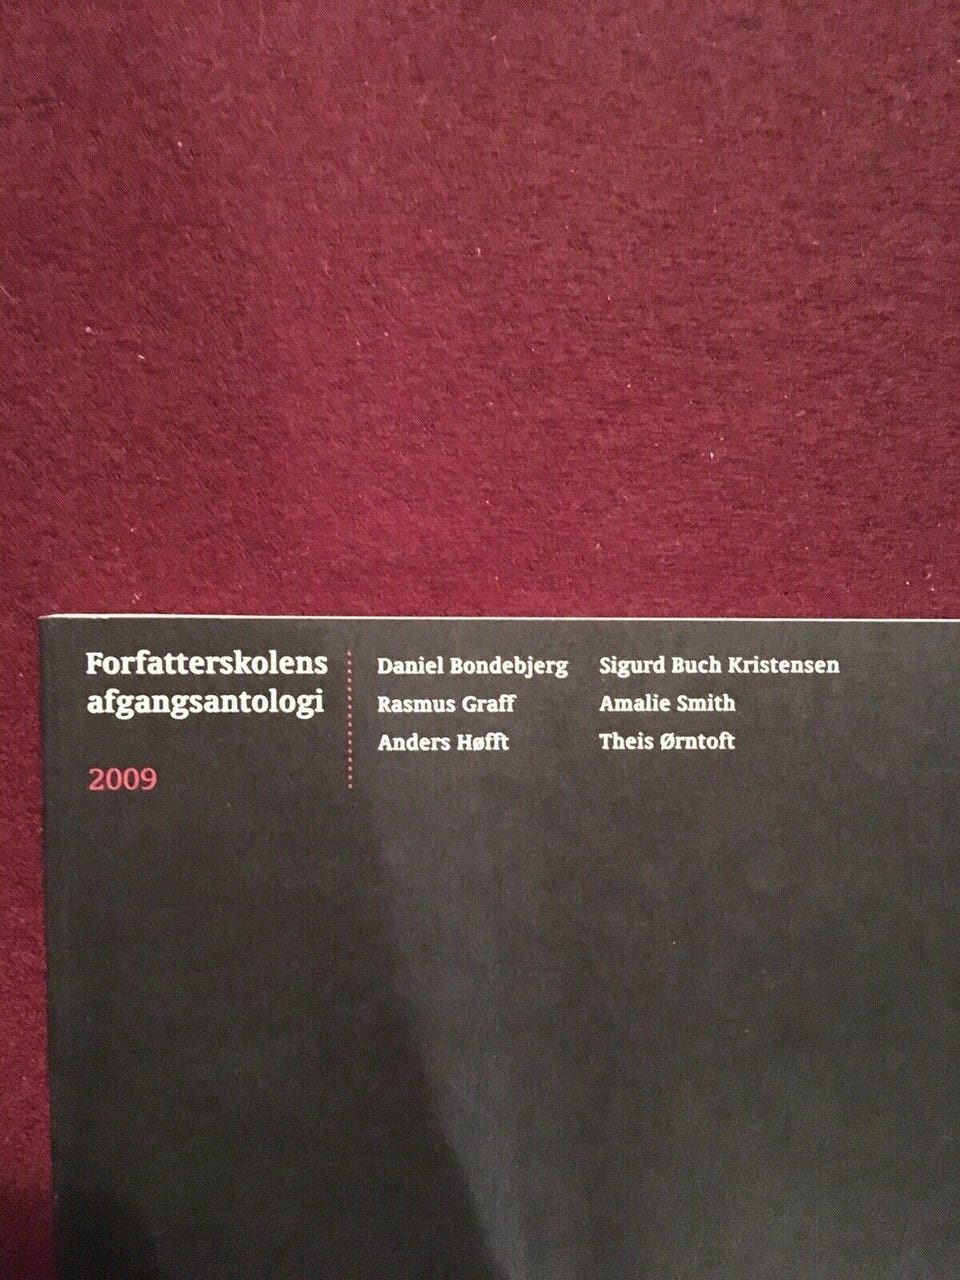 Forfatterskolens
afgangsantologi
2009
Daniel Bondebjerg
Rasmus Graff
Anders Høfft
Sigurd Buch Kristensen
Amalie Smith
Theis Ørntoft